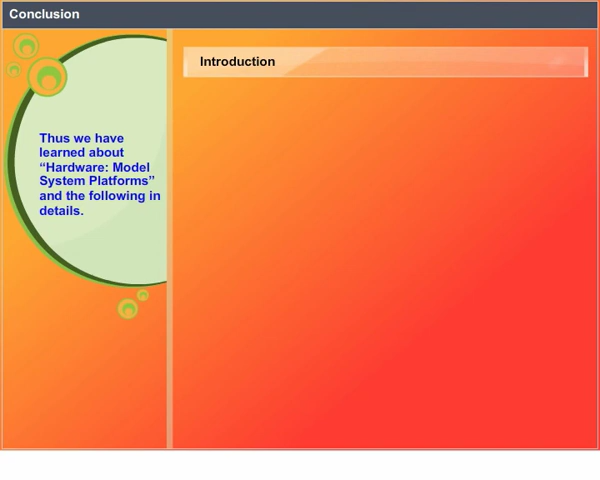 Conclusion
Introduction
Thus we have
learned about
“Hardware: Model
System Platforms”
and the following in
details.